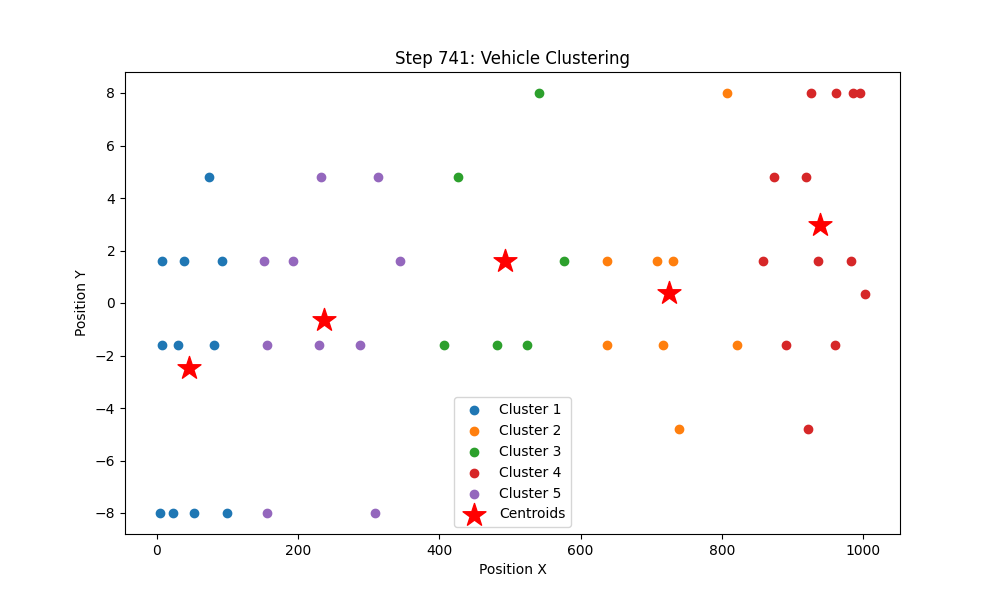 Step 741: Vehicle Clustering
Position Y
8
6
4
2
0
−2
−4
−6
−8
Cluster 1
Cluster 2
Cluster 3
Cluster 4
Cluster 5
Centroids
0 200 400 600 800 1000
Position X